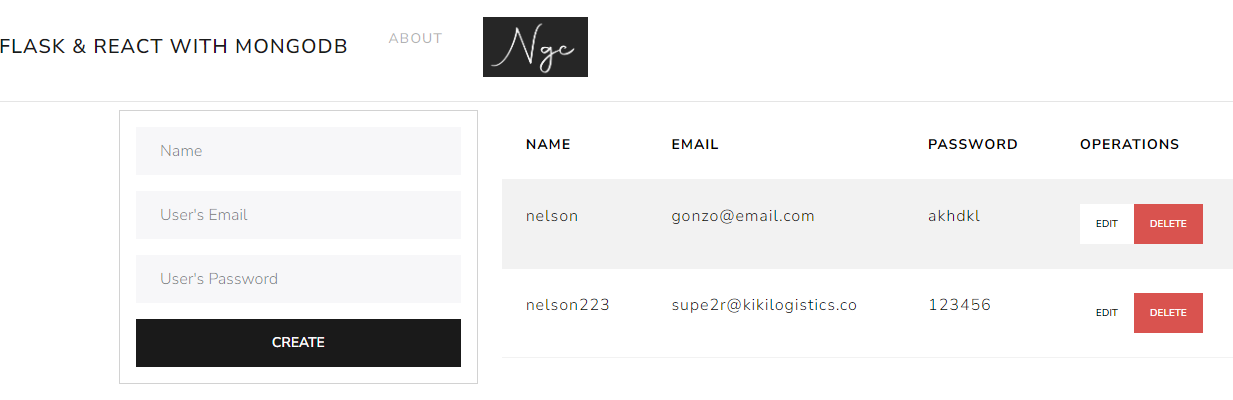 FLASK & REACT WITH MONGODB ABOUT Ngc
Name
User's Email
User's Password
CREATE
NAME EMAIL PASSWORD OPERATIONS
nelson gonzo@email.com akhdkl EDIT DELETE
nelson223 supe2r@kikilogistics.co 123456 EDIT DELETE